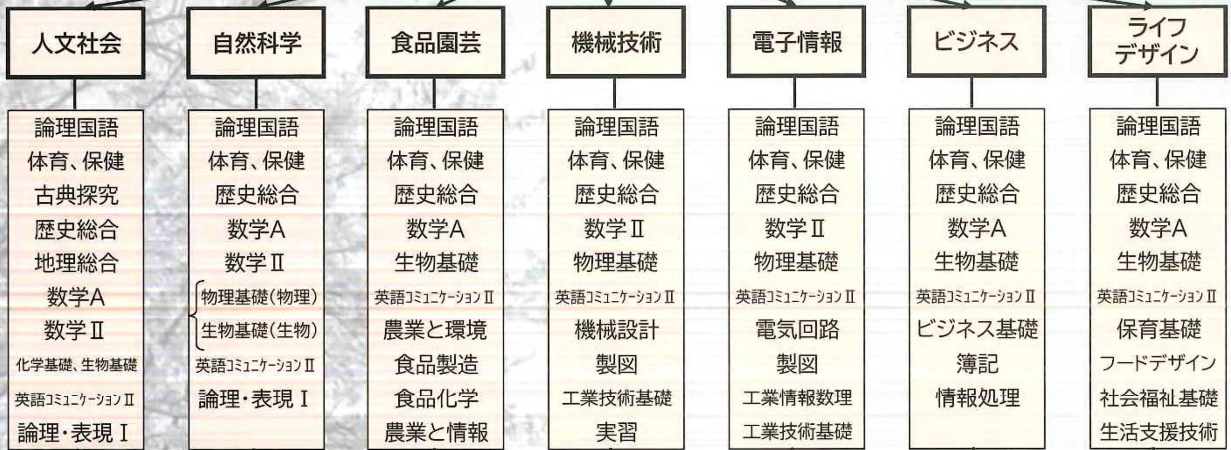 人文社会
論理国語
体育、保健
古典探究
歴史総合
地理総合
数学A
数学Ⅱ
化学基礎、生物基礎
英語コミュニケーションⅡ
論理・表現Ⅰ
自然科学
論理国語
体育、保健
歴史総合
数学A
数学Ⅱ
物理基礎(物理)
生物基礎(生物)
英語コミュニケーションⅡ
論理・表現Ⅰ
食品園芸
論理国語
体育、保健
歴史総合
数学A
生物基礎
英語コミュニケーションⅡ
農業と環境
食品製造
食品化学
農業と情報
機械技術
論理国語
体育、保健
歴史総合
数学Ⅱ
物理基礎
英語コミュニケーションⅡ
機械設計
製図
工業技術基礎
実習
電子情報
論理国語
体育、保健
歴史総合
数学Ⅱ
物理基礎
英語コミュニケーションⅡ
電気回路
製図
工業情報数理
工業技術基礎
ビジネス
論理国語
体育、保健
歴史総合
数学A
生物基礎
英語コミュニケーションⅡ
ビジネス基礎
簿記
情報処理
ライフ
デザイン
論理国語
体育、保健
歴史総合
数学A
生物基礎
英語コミュニケーションⅡ
保育基礎
フードデザイン
社会福祉基礎
生活支援技術